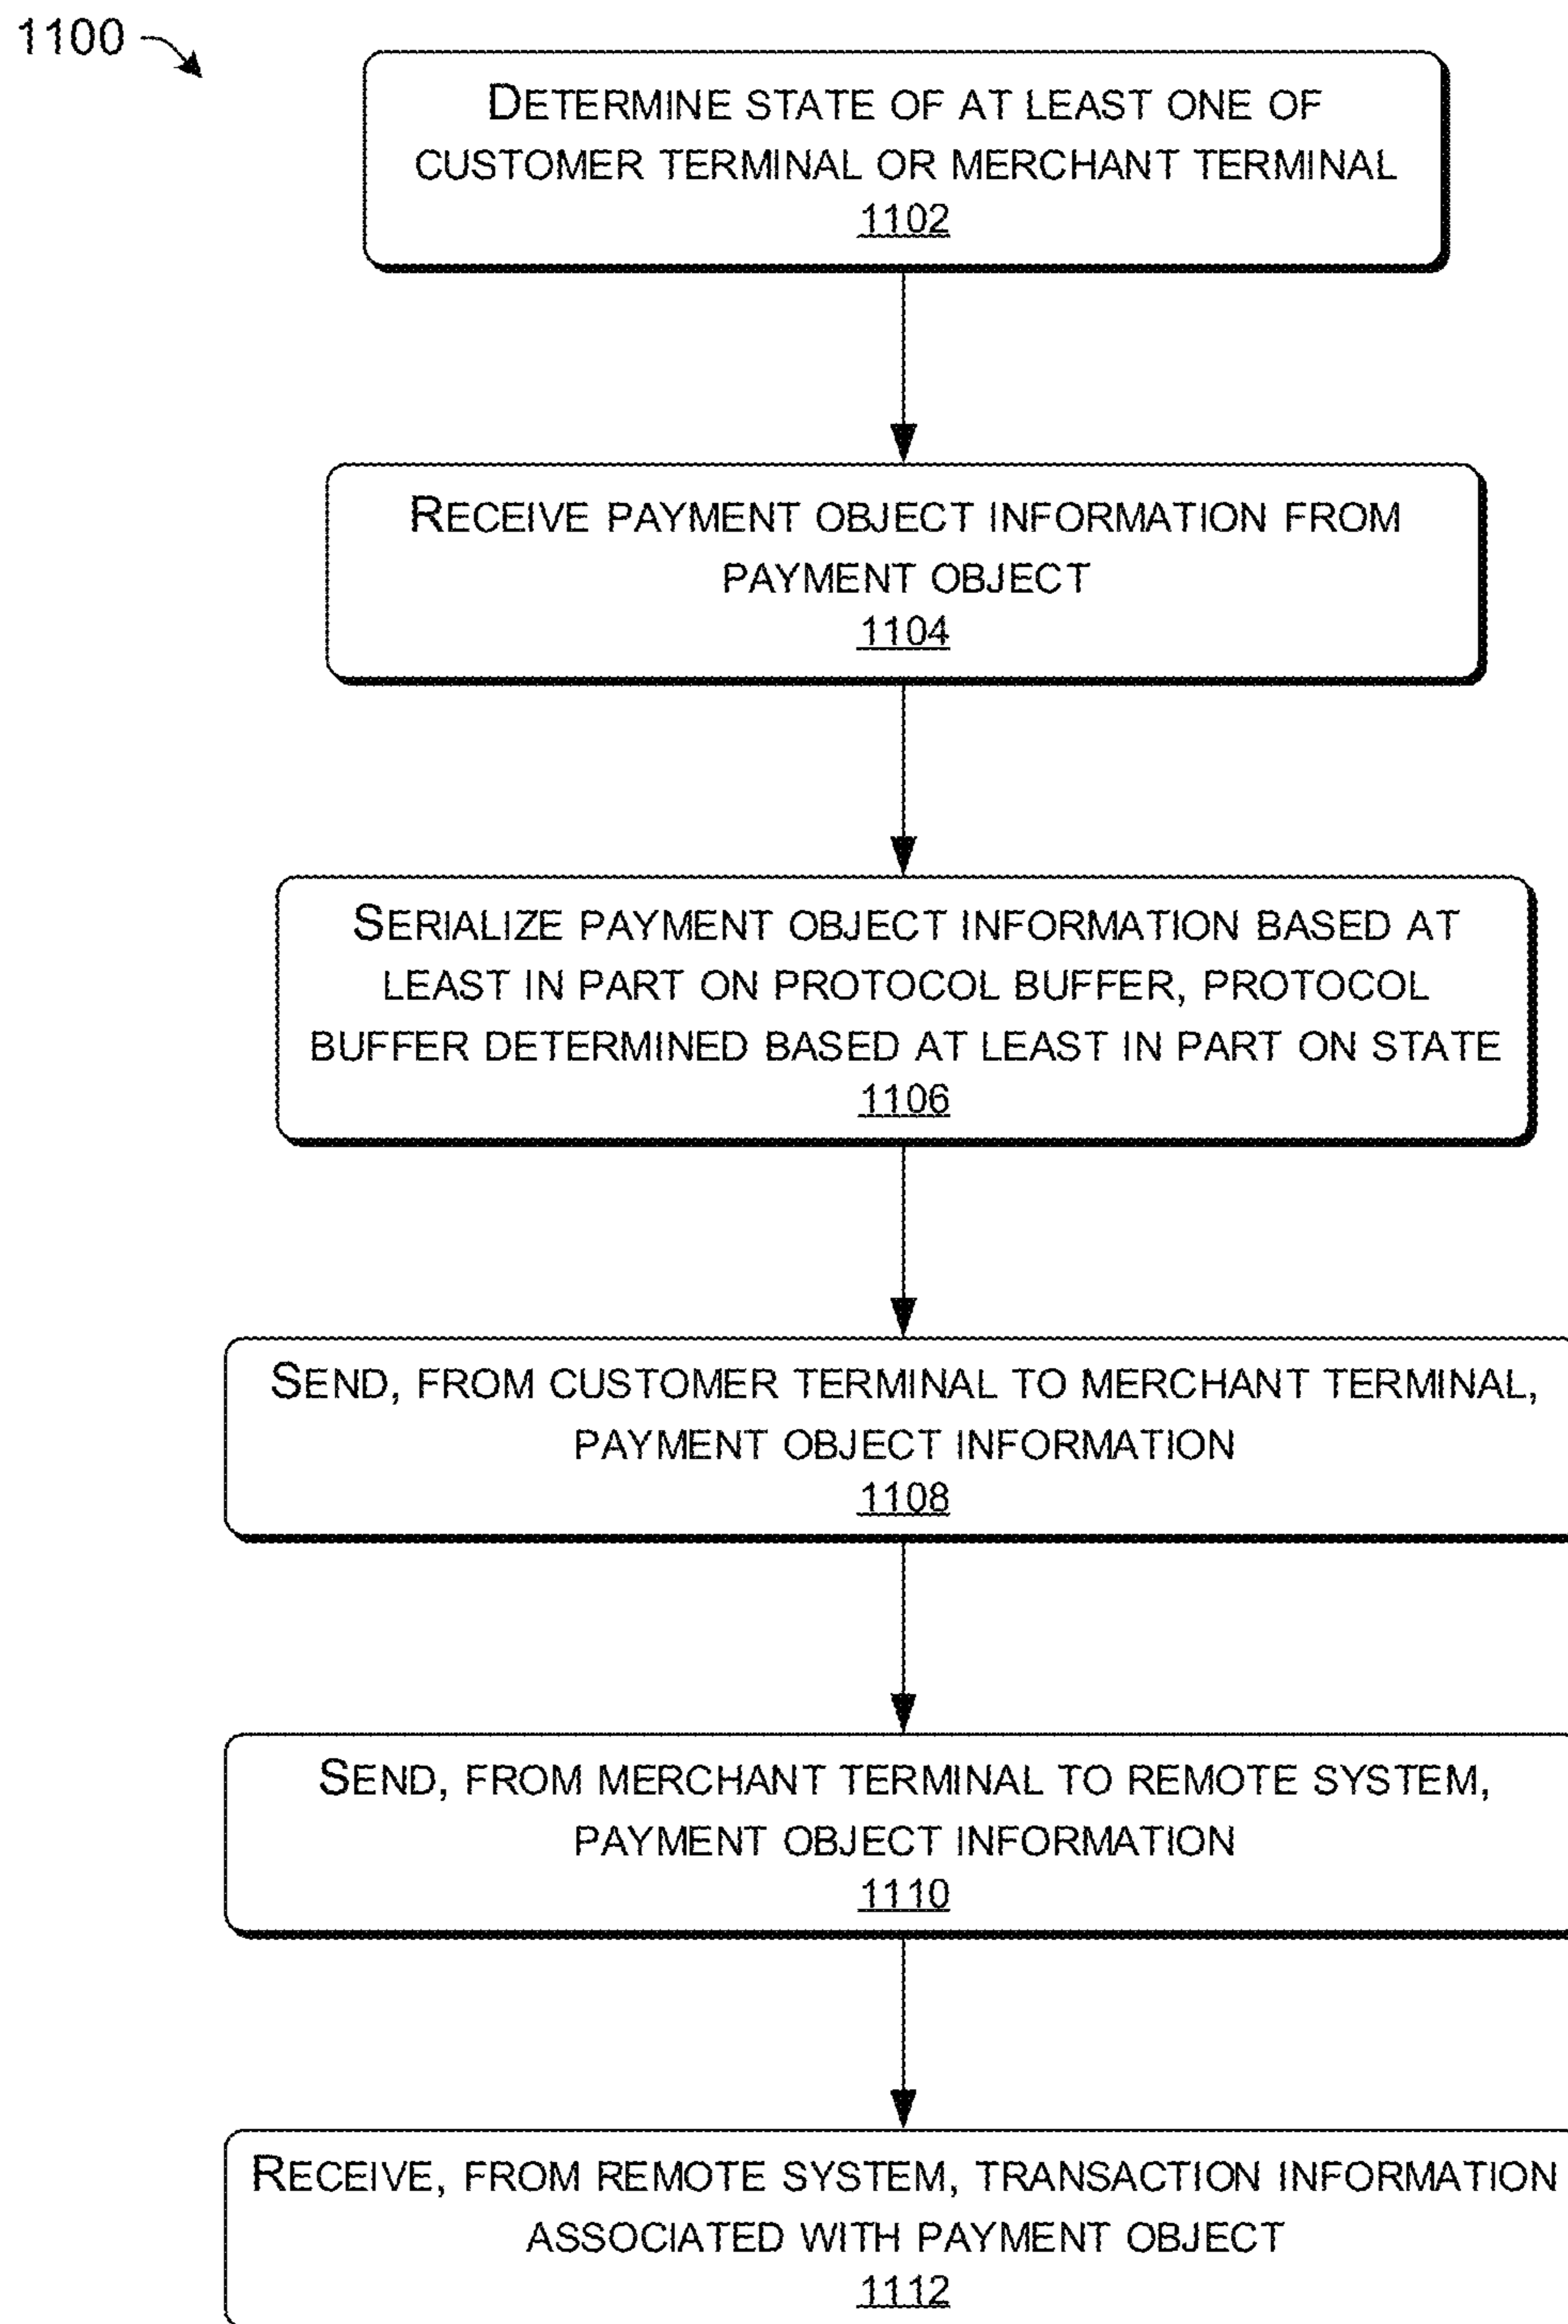 1100
DETERMINE STATE OF AT LEAST ONE OF
CUSTOMER TERMINAL OR MERCHANT TERMINAL
1102
RECEIVE PAYMENT OBJECT INFORMATION FROM
PAYMENT OBJECT
1104
SERIALIZE PAYMENT OBJECT INFORMATION BASED AT
LEAST IN PART ON PROTOCOL BUFFER, PROTOCOL
BUFFER DETERMINED BASED AT LEAST IN PART ON STATE
1106
SEND, FROM CUSTOMER TERMINAL TO MERCHANT TERMINAL,
PAYMENT OBJECT INFORMATION
1108
SEND, FROM MERCHANT TERMINAL TO REMOTE SYSTEM,
PAYMENT OBJECT INFORMATION
1110
RECEIVE, FROM REMOTE SYSTEM, TRANSACTION INFORMATION
ASSOCIATED WITH PAYMENT OBJECT
1112